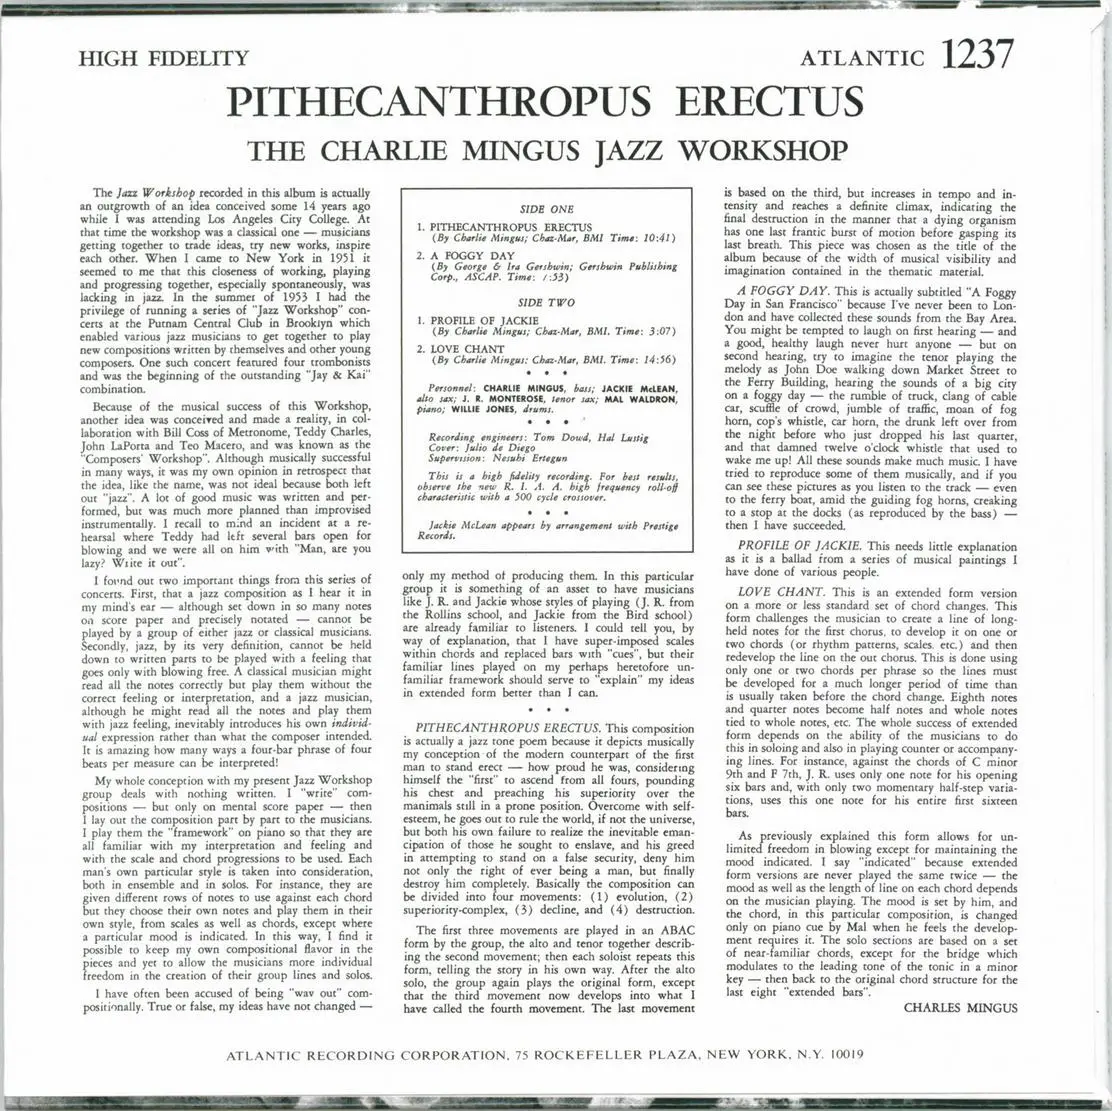 HIGH FIDELITY
ATLANTIC 1237
PITHECANTHROPUS ERECTUS
THE CHARLIE MINGUS JAZZ WORKSHOP
The Jazz Workshop recorded in this album is actually
an outgrowth of an idea conceived some 14 years ago
while I was attending Los Angeles City College. At
that time the workshop was a classical one — musicians
getting together to trade ideas, try new works, inspire
each other. When I came to New York in 1951 it
seemed to me that this closeness of working, playing
and progressing together, especially spontaneously, was
lacking in jazz. In the summer of 1953 I had the
privilege of running a series of "Jazz Workshop" con-
certs at the Putnam Central Club in Brooklyn which
enabled various jazz musicians to get together to play
new compositions written by themselves and other young
composers. One such concert featured four trombonists
and was the beginning of the outstanding "Jay & Kai"
combination.
Because of the musical success of this Workshop,
another idea was conceived and made a reality, in col-
laboration with Bill Coss of Metronome, Teddy Charles,
John LaPorta and Teo Macero, and was known as the
"Composers' Workshop". Although musically successful
in many ways, it was my own opinion in retrospect that
the idea, like the name, was not ideal because both left
out "jazz". A lot of good music was written and per-
formed, but was much more planned than improvised
instrumentally. I recall to mind an incident at a re-
hearsal where Teddy had left several bars open for
blowing and we were all on him with "Man, are you
lazy? Write it out".
I found out two important things from this series of
concerts. First, that a jazz composition as I hear it in
my mind's ear — although set down in so many notes
on score paper and precisely notated — cannot be
played by a group of either jazz or classical musicians.
Secondly, jazz, by its very definition, cannot be held
down to written parts to be played with a feeling that
goes only with blowing free. A classical musician might
read all the notes correctly but play them without the
correct feeling or interpretation, and a jazz musician,
although he might read all the notes and play them
with jazz feeling, inevitably introduces his own individ-
ual expression rather than what the composer intended.
It is amazing how many ways a four-bar phrase of four
beats per measure can be interpreted!
My whole conception with my present Jazz Workshop
group deals with nothing written. I "write" com-
positions — but only on mental score paper — then
I lay out the composition part by part to the musicians.
I play them the "framework" on piano so that they are
all familiar with my interpretation and feeling and
with the scale and chord progressions to be used. Each
man's own particular style is taken into consideration,
both in ensemble and in solos. For instance, they are
given different rows of notes to use against each chord
but they choose their own notes and play them in their
own style, from scales as well as chords, except where
a particular mood is indicated. In this way, I find it
possible to keep my own compositional flavor in the
pieces and yet to allow the musicians more individual
freedom in the creation of their group lines and solos.
I have often been accused of being "way out" com-
positionally. True or false, my ideas have not changed —
SIDE ONE
1. PITHECANTHROPUS ERECTUS
(By Charlie Mingus; Chaz-Mar, BMI Time: 10:41)
2. A FOGGY DAY
(By George & Ira Gershwin; Gershwin Publishing
Corp., ASCAP. Time: 7:53)
SIDE TWO
1. PROFILE OF JACKIE
(By Charlie Mingus; Chaz-Mar, BMI. Time: 3:07)
2. LOVE CHANT
(By Charlie Mingus: Chaz-Mar, BMI. Time: 14:56)
• • •
Personnel: CHARLIE MINGUS, bass; JACKIE McLEAN,
alto sax; J. R. MONTEROSE, tenor sax; MAL WALDRON,
piano; WILLIE JONES, drums.
• • •
Recording engineers: Tom Dowd, Hal Lustig
Cover: Julio de Diego
Supervision: Nesuhi Ertegun
This is a high fidelity recording. For best results,
observe the new R. I. A. A. high frequency roll-off
characteristic with a 500 cycle crossover.
• • •
Jackie McLean appears by arrangement with Prestige
Records.
only my method of producing them. In this particular
group it is something of an asset to have musicians
like J. R. and Jackie whose styles of playing (J. R. from
the Rollins school, and Jackie from the Bird school)
are already familiar to listeners. I could tell you, by
way of explanation, that I have super-imposed scales
within chords and replaced bars with "cues", but their
familiar lines played on my perhaps heretofore un-
familiar framework should serve to "explain" my ideas
in extended form better than I can.
• • •
PITHECANTHROPUS ERECTUS. This composition
is actually a jazz tone poem because it depicts musically
my conception of the modern counterpart of the first
man to stand erect — how proud he was, considering
himself the "first" to ascend from all fours, pounding
his chest and preaching his superiority over the
manimals still in a prone position. Overcome with self-
esteem, he goes out to rule the world, if not the universe,
but both his own failure to realize the inevitable eman-
cipation of those he sought to enslave, and his greed
in attempting to stand on a false security, deny him
not only the right of ever being a man, but finally
destroy him completely. Basically the composition can
be divided into four movements: (1) evolution, (2)
superiority-complex, (3) decline, and (4) destruction.
The first three movements are played in an ABAC
form by the group, the alto and tenor together describ-
ing the second movement; then each soloist repeats this
form, telling the story in his own way. After the alto
solo, the group again plays the original form, except
that the third movement now develops into what I
have called the fourth movement. The last movement
is based on the third, but increases in tempo and in-
tensity and reaches a definite climax, indicating the
final destruction in the manner that a dying organism
has one last frantic burst of motion before gasping its
last breath. This piece was chosen as the title of the
album because of the width of musical visibility and
imagination contained in the thematic material.
A FOGGY DAY. This is actually subtitled "A Foggy
Day in San Francisco" because I've never been to Lon-
don and have collected these sounds from the Bay Area.
You might be tempted to laugh on first hearing — and
a good, healthy laugh never hurt anyone — but on
second hearing, try to imagine the tenor playing the
melody as John Doe walking down Market Street to
the Ferry Building, hearing the sounds of a big city
on a foggy day — the rumble of truck, clang of cable
car, scuffle of crowd, jumble of traffic, moan of fog
horn, cop's whistle, car horn, the drunk left over from
the night before who just dropped his last quarter,
and that damned twelve o'clock whistle that used to
wake me up! All these sounds make much music. I have
tried to reproduce some of them musically, and if you
can see these pictures as you listen to the track — even
to the ferry boat, amid the guiding fog horns, creaking
to a stop at the docks (as reproduced by the bass) —
then I have succeeded.
PROFILE OF JACKIE. This needs little explanation
as it is a ballad from a series of musical paintings I
have done of various people.
LOVE CHANT. This is an extended form version
on a more or less standard set of chord changes. This
form challenges the musician to create a line of long-
held notes for the first chorus, to develop it on one or
two chords (or rhythm patterns, scales. etc.) and then
redevelop the line on the out chorus. This is done using
only one or two chords per phrase so the lines must
be developed for a much longer period of time than
is usually taken before the chord change. Eighth notes
and quarter notes become half notes and whole notes
tied to whole notes, etc. The whole success of extended
form depends on the ability of the musicians to do
this in soloing and also in playing counter or accompany-
ing lines. For instance, against the chords of C minor
9th and F 7th, J. R. uses only one note for his opening
six bars and, with only two momentary half-step varia-
tions, uses this one note for his entire first sixteen
bars.
As previously explained this form allows for un-
limited freedom in blowing except for maintaining the
mood indicated. I say "indicated" because extended
form versions are never played the same twice — the
mood as well as the length of line on each chord depends
on the musician playing. The mood is set by him, and
the chord, in this particular composition, is changed
only on piano cue by Mal when he feels the develop-
ment requires it. The solo sections are based on a set
of near-familiar chords, except for the bridge which
modulates to the leading tone of the tonic in a minor
key — then back to the original chord structure for the
last eight "extended bars".
CHARLES MINGUS
ATLANTIC RECORDING CORPORATION, 75 ROCKEFELLER PLAZA, NEW YORK, N.Y. 10019